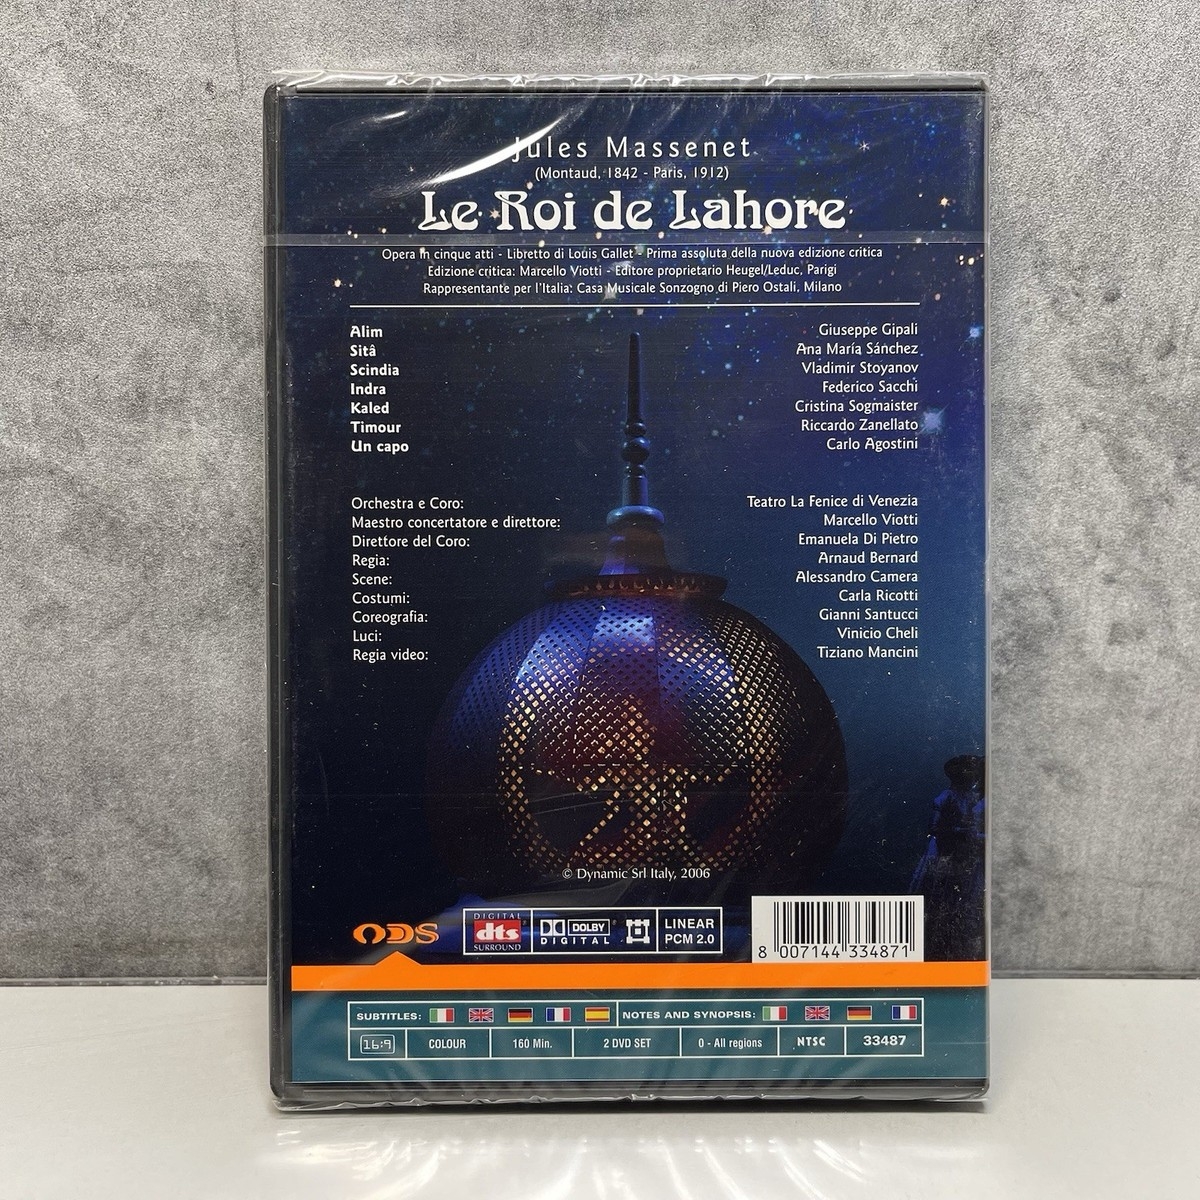 Jules Massenet
(Montaud, 1842 - Paris, 1912)
Le Roi de Lahore
Opera in cinque atti - Libretto di Louis Gallet - Prima assoluta della nuova edizione critica
Edizione critica: Marcello Viotti - Editore proprietario Heugel/Leduc, Parigi
Rappresentante per l'Italia: Casa Musicale Sonzogno di Piero Ostali, Milano
Alim Giuseppe Gipali
Sitâ Ana María Sánchez
Scindia Vladimir Stoyanov
Indra Federico Sacchi
Kaled Cristina Sogmaister
Timour Riccardo Zanellato
Un capo Carlo Agostini
Orchestra e Coro: Teatro La Fenice di Venezia
Maestro concertatore e direttore: Marcello Viotti
Direttore del Coro: Emanuela Di Pietro
Regia: Arnaud Bernard
Scene: Alessandro Camera
Costumi: Carla Ricotti
Coreografia: Gianni Santucci
Luci: Vinicio Cheli
Regia video: Tiziano Mancini
© Dynamic Srl Italy, 2006
ODS
DIGITAL dts SURROUND
DOLBY DIGITAL
LINEAR PCM 2.0
8 007144 334871
SUBTITLES: NOTES AND SYNOPSIS:
16:9 COLOUR 160 Min. 2 DVD SET 0 - All regions NTSC 33487